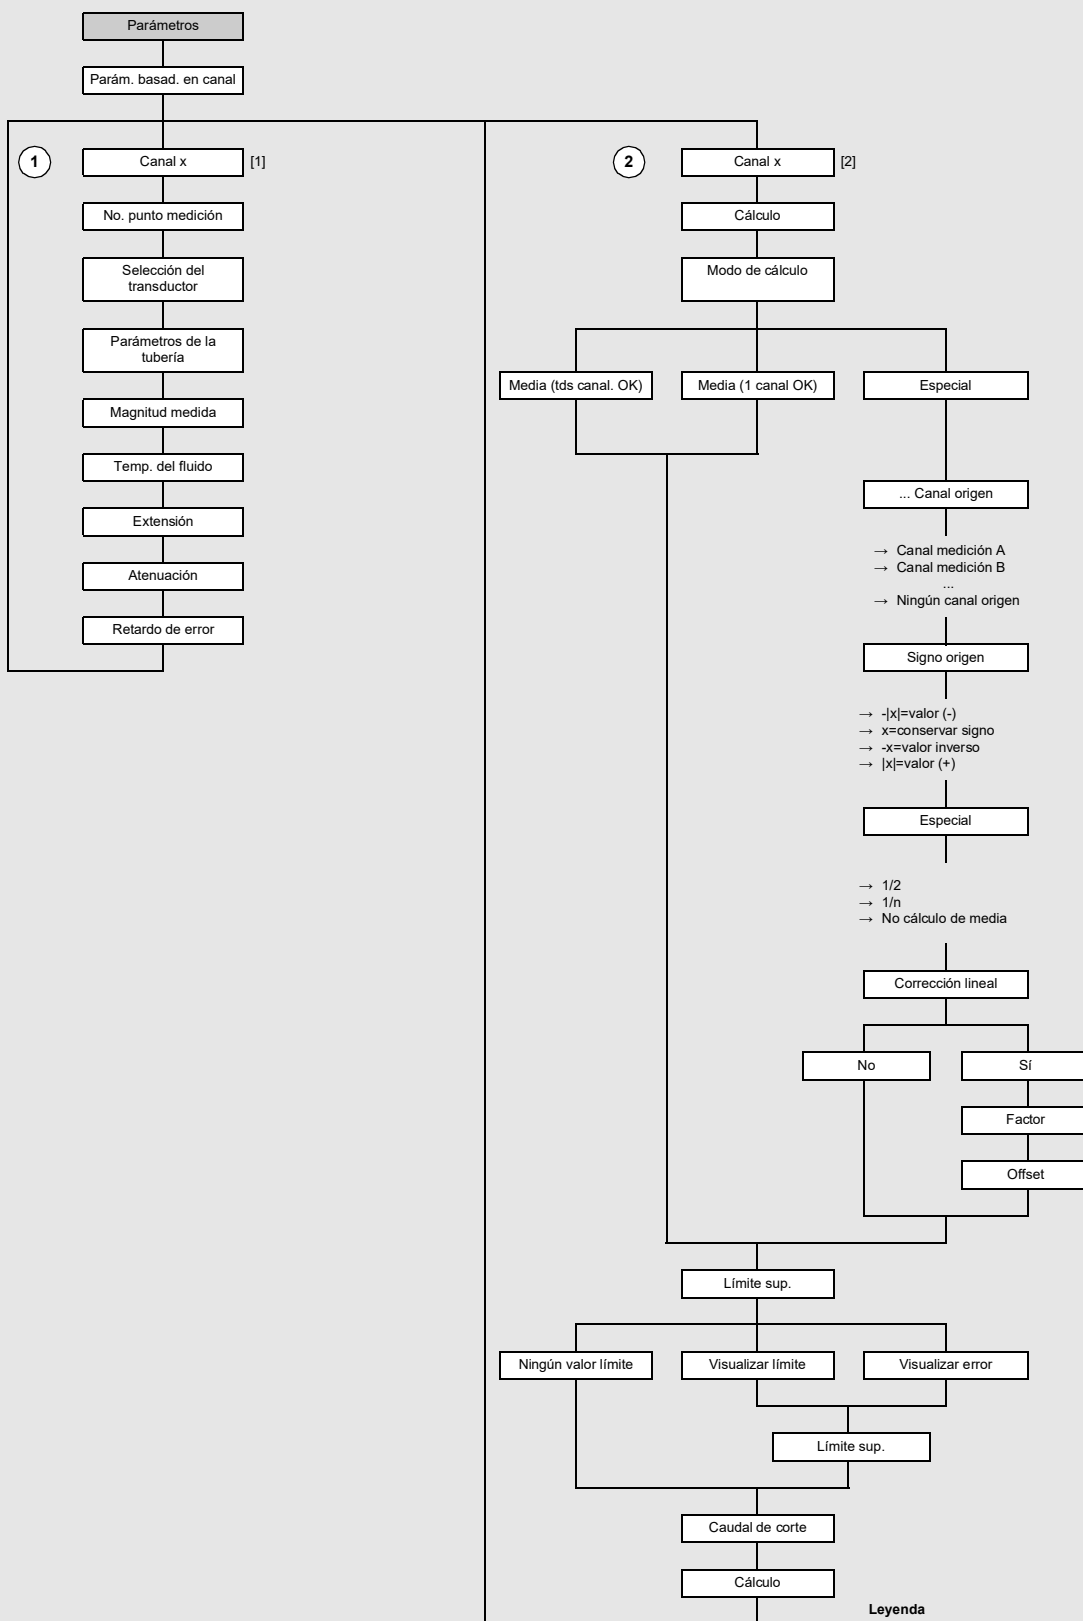 Parámetros
Parám. basad. en canal
1
Canal x
[1]
No. punto medición
Selección del
transductor
Parámetros de la
tubería
Magnitud medida
Temp. del fluido
Extensión
Atenuación
Retardo de error
2
Canal x
[2]
Cálculo
Modo de cálculo
Media (tds canal. OK)
Media (1 canal OK)
Especial
... Canal origen
→ Canal medición A
→ Canal medición B
...
→ Ningún canal origen
Signo origen
→ -|x|=valor (-)
→ x=conservar signo
→ -x=valor inverso
→ |x|=valor (+)
Especial
→ 1/2
→ 1/n
→ No cálculo de media
Corrección lineal
No
Sí
Factor
Offset
Límite sup.
Ningún valor límite
Visualizar límite
Visualizar error
Límite sup.
Caudal de corte
Cálculo
Leyenda